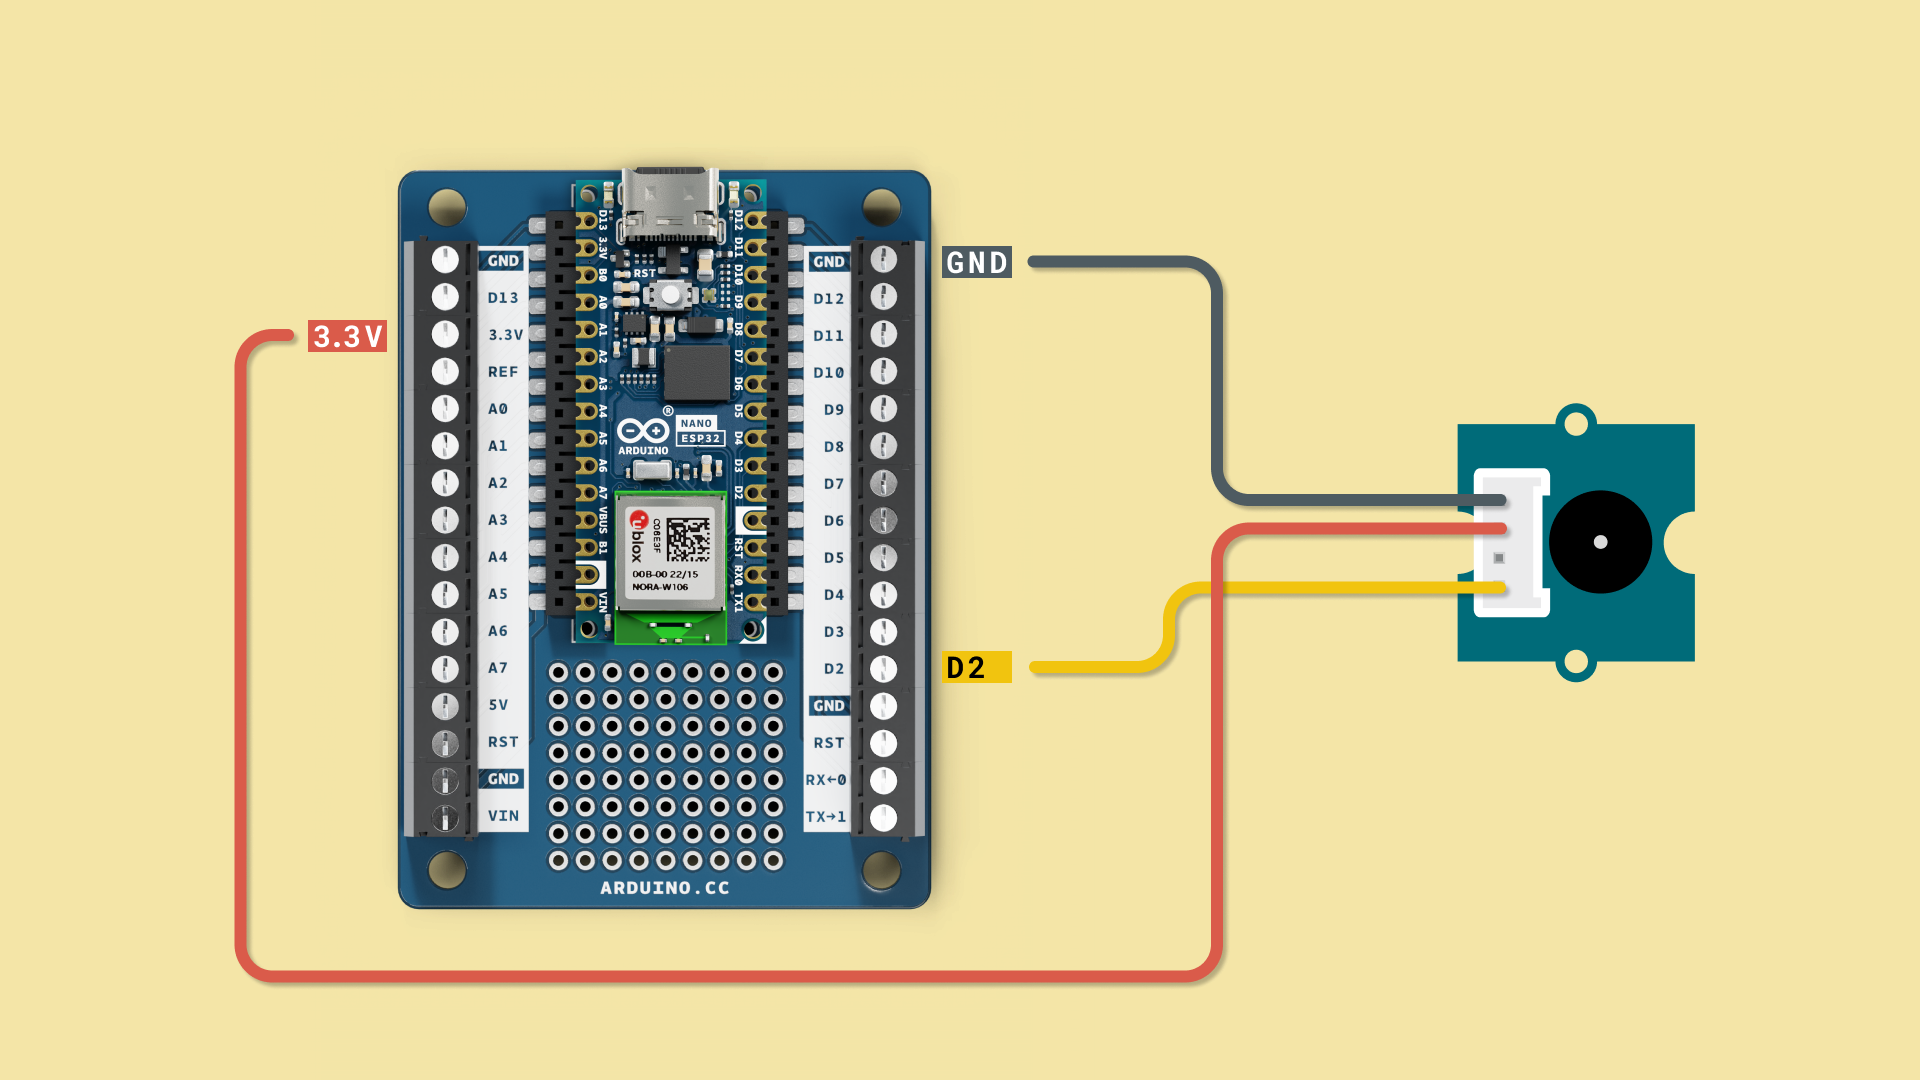 GND
D13
3.3V
REF
A0
A1
A2
A3
A4
A5
A6
A7
5V
RST
GND
VIN
3.3V
D13
3.3V
B0
A0
A1
A2
A3
A4
A5
A6
A7
VBUS
B1
VIN
RST
®
NANO
ESP32
ARDUINO
ublox
C08E3F
00B-00 22/15
NORA-W106
D12
D11
D10
D9
D8
D7
D6
D5
D4
D3
D2
RST
RX0
TX1
GND
D12
D11
D10
D9
D8
D7
D6
D5
D4
D3
D2
GND
RST
RX←0
TX→1
ARDUINO.CC
GND
D2